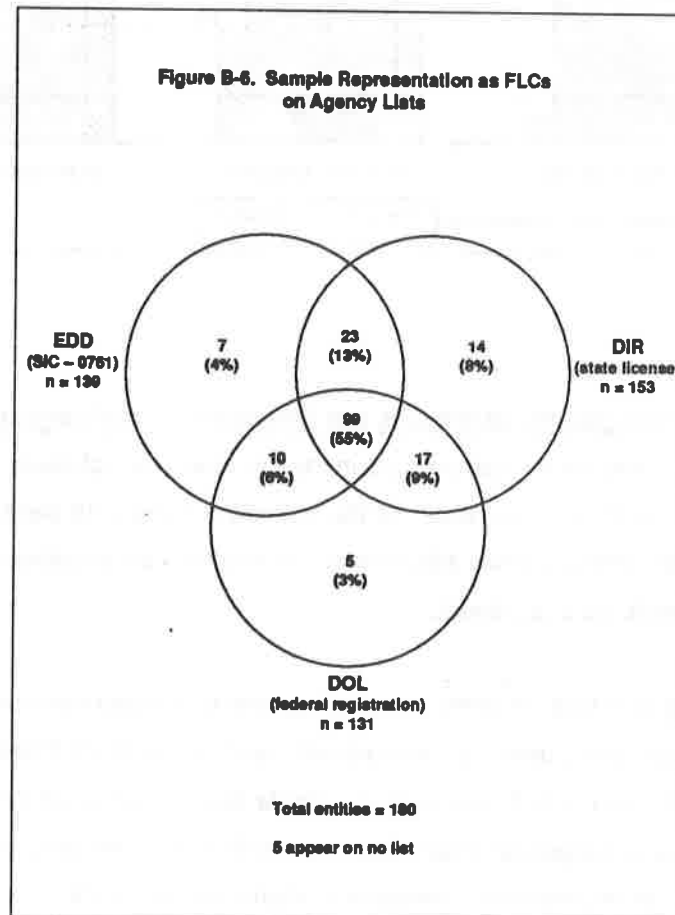 Figure B-6. Sample Representation as FLCs
on Agency Lists
EDD
(SIC – 0761)
n = 139
7
(4%)
23
(13%)
14
(8%)
DIR
(state license
n = 153
99
(55%)
10
(6%)
17
(9%)
5
(3%)
DOL
(federal registration)
n = 131
Total entities = 180
5 appear on no list